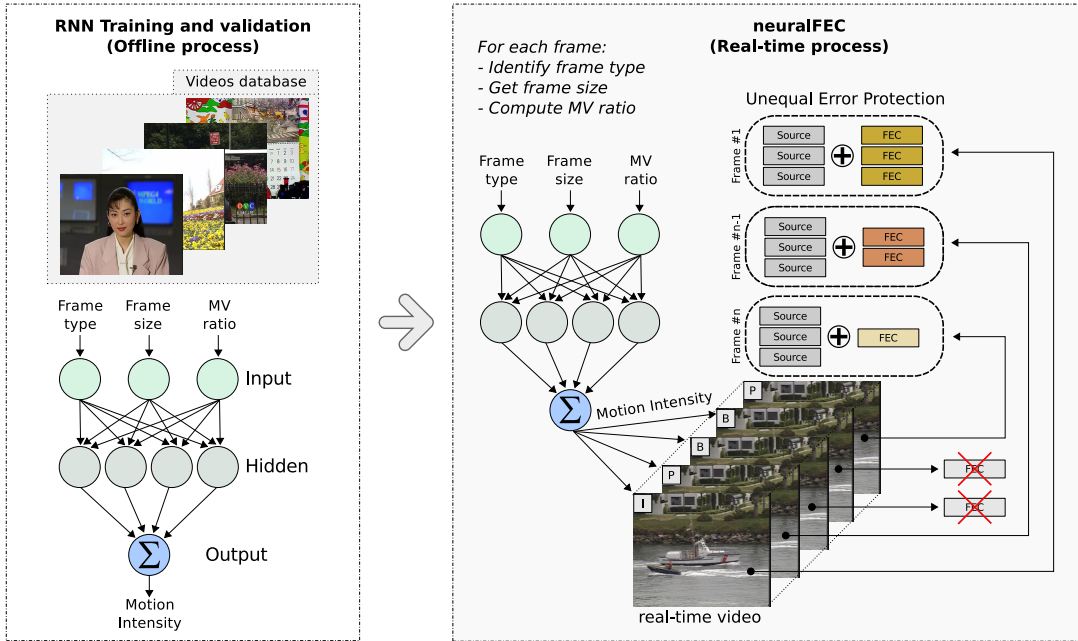 RNN Training and validation
(Offline process)
Videos database
Frame
type
Frame
size
MV
ratio
Input
Hidden
Output
Motion
Intensity
neuralFEC
(Real-time process)
For each frame:
- Identify frame type
- Get frame size
- Compute MV ratio
Frame
type
Frame
size
MV
ratio
Σ
Motion Intensity
Unequal Error Protection
Frame #1
Source
Source
Source
FEC
FEC
FEC
Frame #n-1
Source
Source
Source
FEC
FEC
Frame #n
Source
Source
Source
FEC
P
B
B
P
I
FEC
FEC
real-time video
Σ